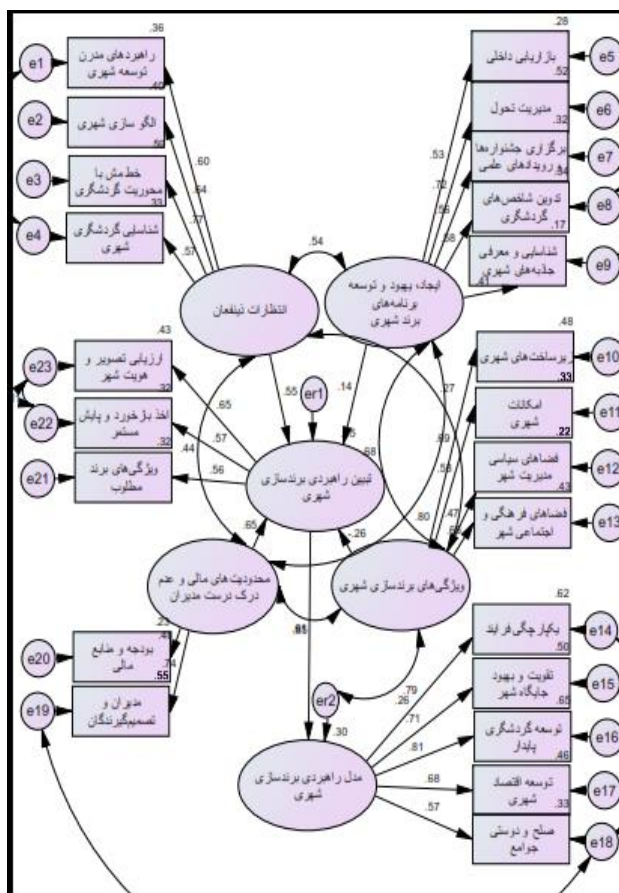 .36
e1
راهبردهای مدرن
توسعه شهری
.40
e2
الگو سازی شهری
e3
خط‌مش با
محوریت گردشگری
.33
e4
شناسایی گردشگری
شهری
.60
.64
.77
.57
.28
بازاریابی داخلی
e5
.52
مدیریت تحول
e6
.32
برگزاری جشنواره‌ها
و رویدادهای علمی
e7
تدوین شاخص‌های
گردشگری
e8
.17
شناسایی و معرفی
جاذبه‌های شهری
e9
.53
.72
.56
.58
.41
.54
انتظارات ذینفعان
ایجاد، بهبود و توسعه
برنامه‌های
برند شهری
.43
e23
ارزیابی تصویر و
هویت شهر
.32
e22
اخذ بازخورد و پایش
مستمر
.32
e21
ویژگی‌های برند
مطلوب
.65
.57
.56
.44
.55
er1
.14
.27
.68
.69
تبیین راهبردی برندسازی
شهری
.48
زیرساخت‌های شهری
e10
.33
امکانات
شهری
e11
.22
فضاهای سیاسی
مدیریت شهر
e12
.43
فضاهای فرهنگی و
اجتماعی شهر
e13
.80
.47
.65
-.26
محدودیت‌های مالی و عدم
درک درست مدیران
ویژگی‌های برندسازی شهری
e20
بودجه و منابع
مالی
.74
.55
e19
مدیران و
تصمیم‌گیرندگان
er2
.30
.26
.79
.71
.81
.68
.57
مدل راهبردی برندسازی
شهری
.62
یکپارچگی فرایند
e14
.50
تقویت و بهبود
جایگاه شهر
e15
.65
توسعه گردشگری
پایدار
e16
.46
توسعه اقتصاد
شهری
e17
.33
صلح و دوستی
جوامع
e18